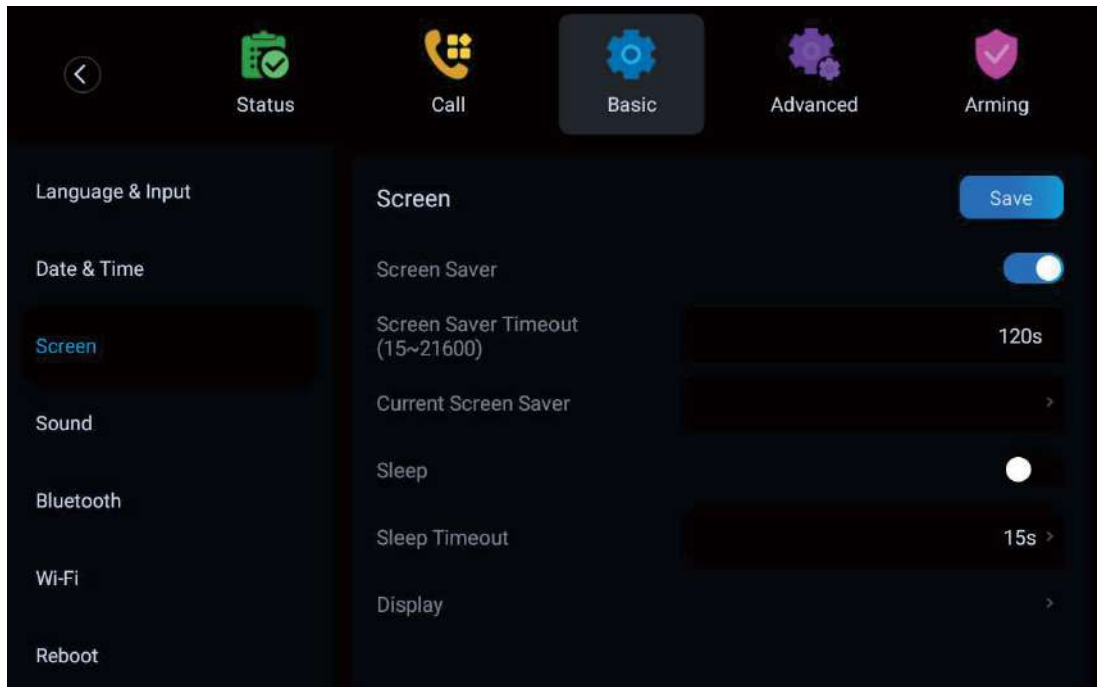 Status
Call
Basic
Advanced
Arming
Language & Input
Date & Time
Screen
Sound
Bluetooth
Wi-Fi
Reboot
Screen
Save
Screen Saver
Screen Saver Timeout
(15~21600)
120s
Current Screen Saver
Sleep
Sleep Timeout
15s
Display